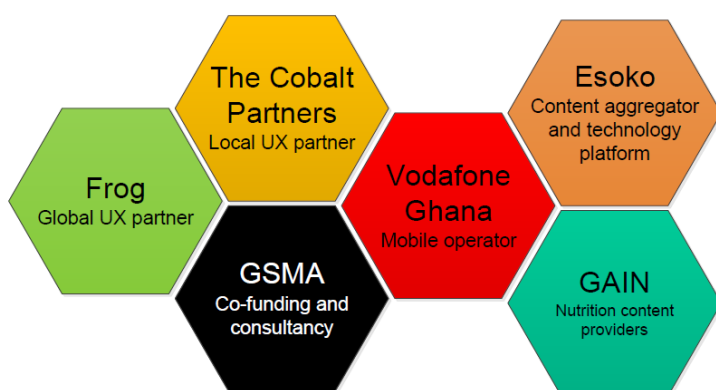 The Cobalt
Partners
Local UX partner
Esoko
Content aggregator
and technology
platform
Frog
Global UX partner
Vodafone
Ghana
Mobile operator
GSMA
Co-funding and
consultancy
GAIN
Nutrition content
providers